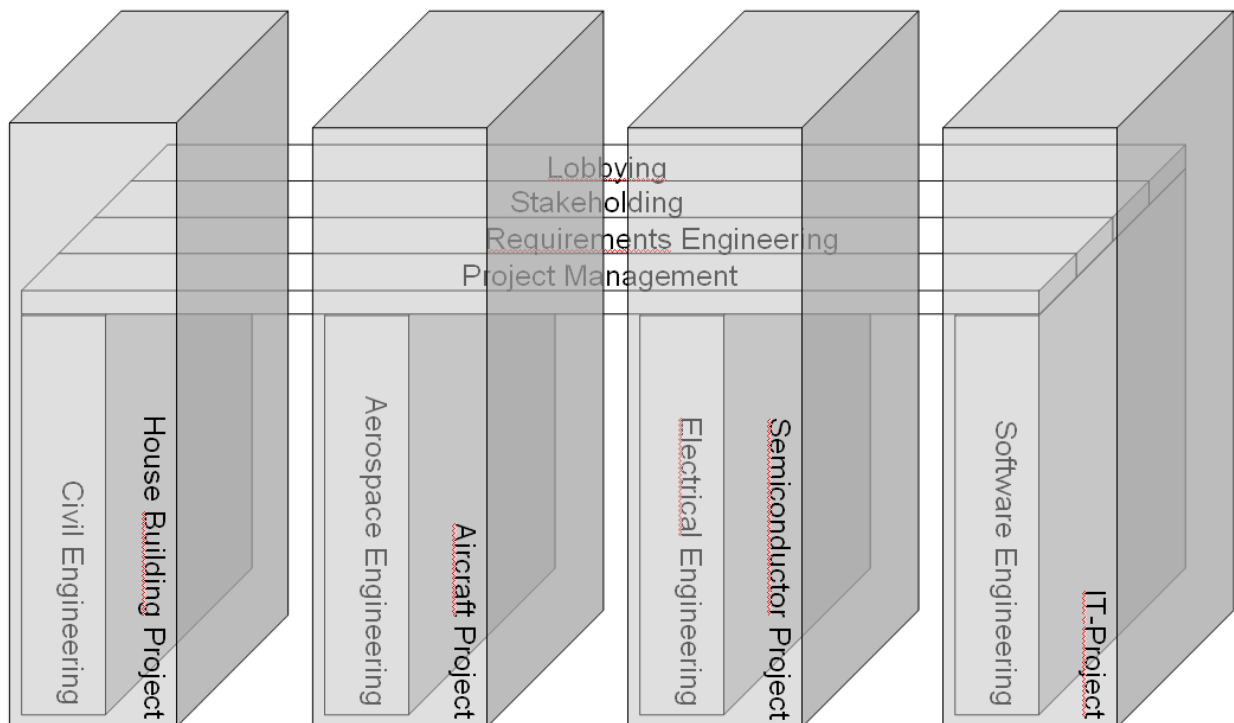 Lobbying
Stakeholding
Requirements Engineering
Project Management
Civil Engineering
House Building Project
Aerospace Engineering
Aircraft Project
Electrical Engineering
Semiconductor Project
Software Engineering
IT-Project